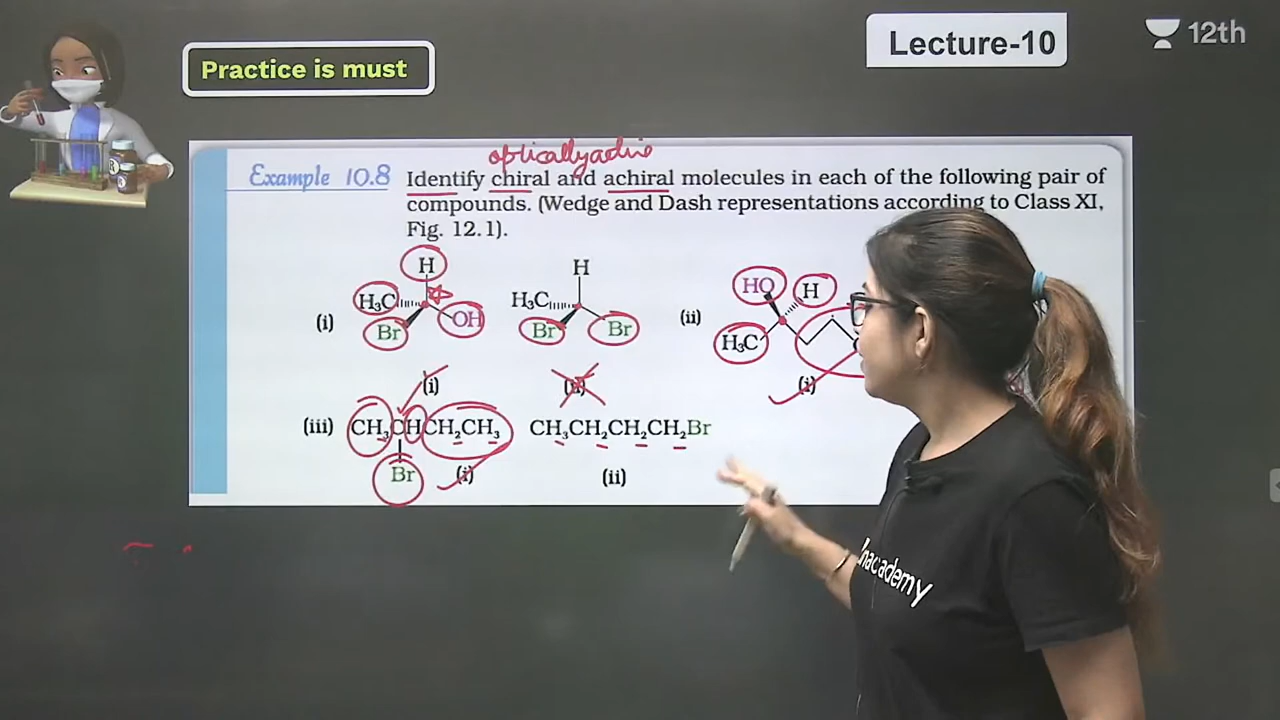 Lecture-10
12th
Practice is must
optically active
Example 10.8 Identify chiral and achiral molecules in each of the following pair of
compounds. (Wedge and Dash representations according to Class XI,
Fig. 12.1).
H H
H₃C H₃C HO H
(i) Br OH Br Br (ii) H₃C
(i) (ii) (i)
(iii) CH₃CHCH₂CH₃ CH₃CH₂CH₂CH₂Br
Br (i) (ii)
unacademy